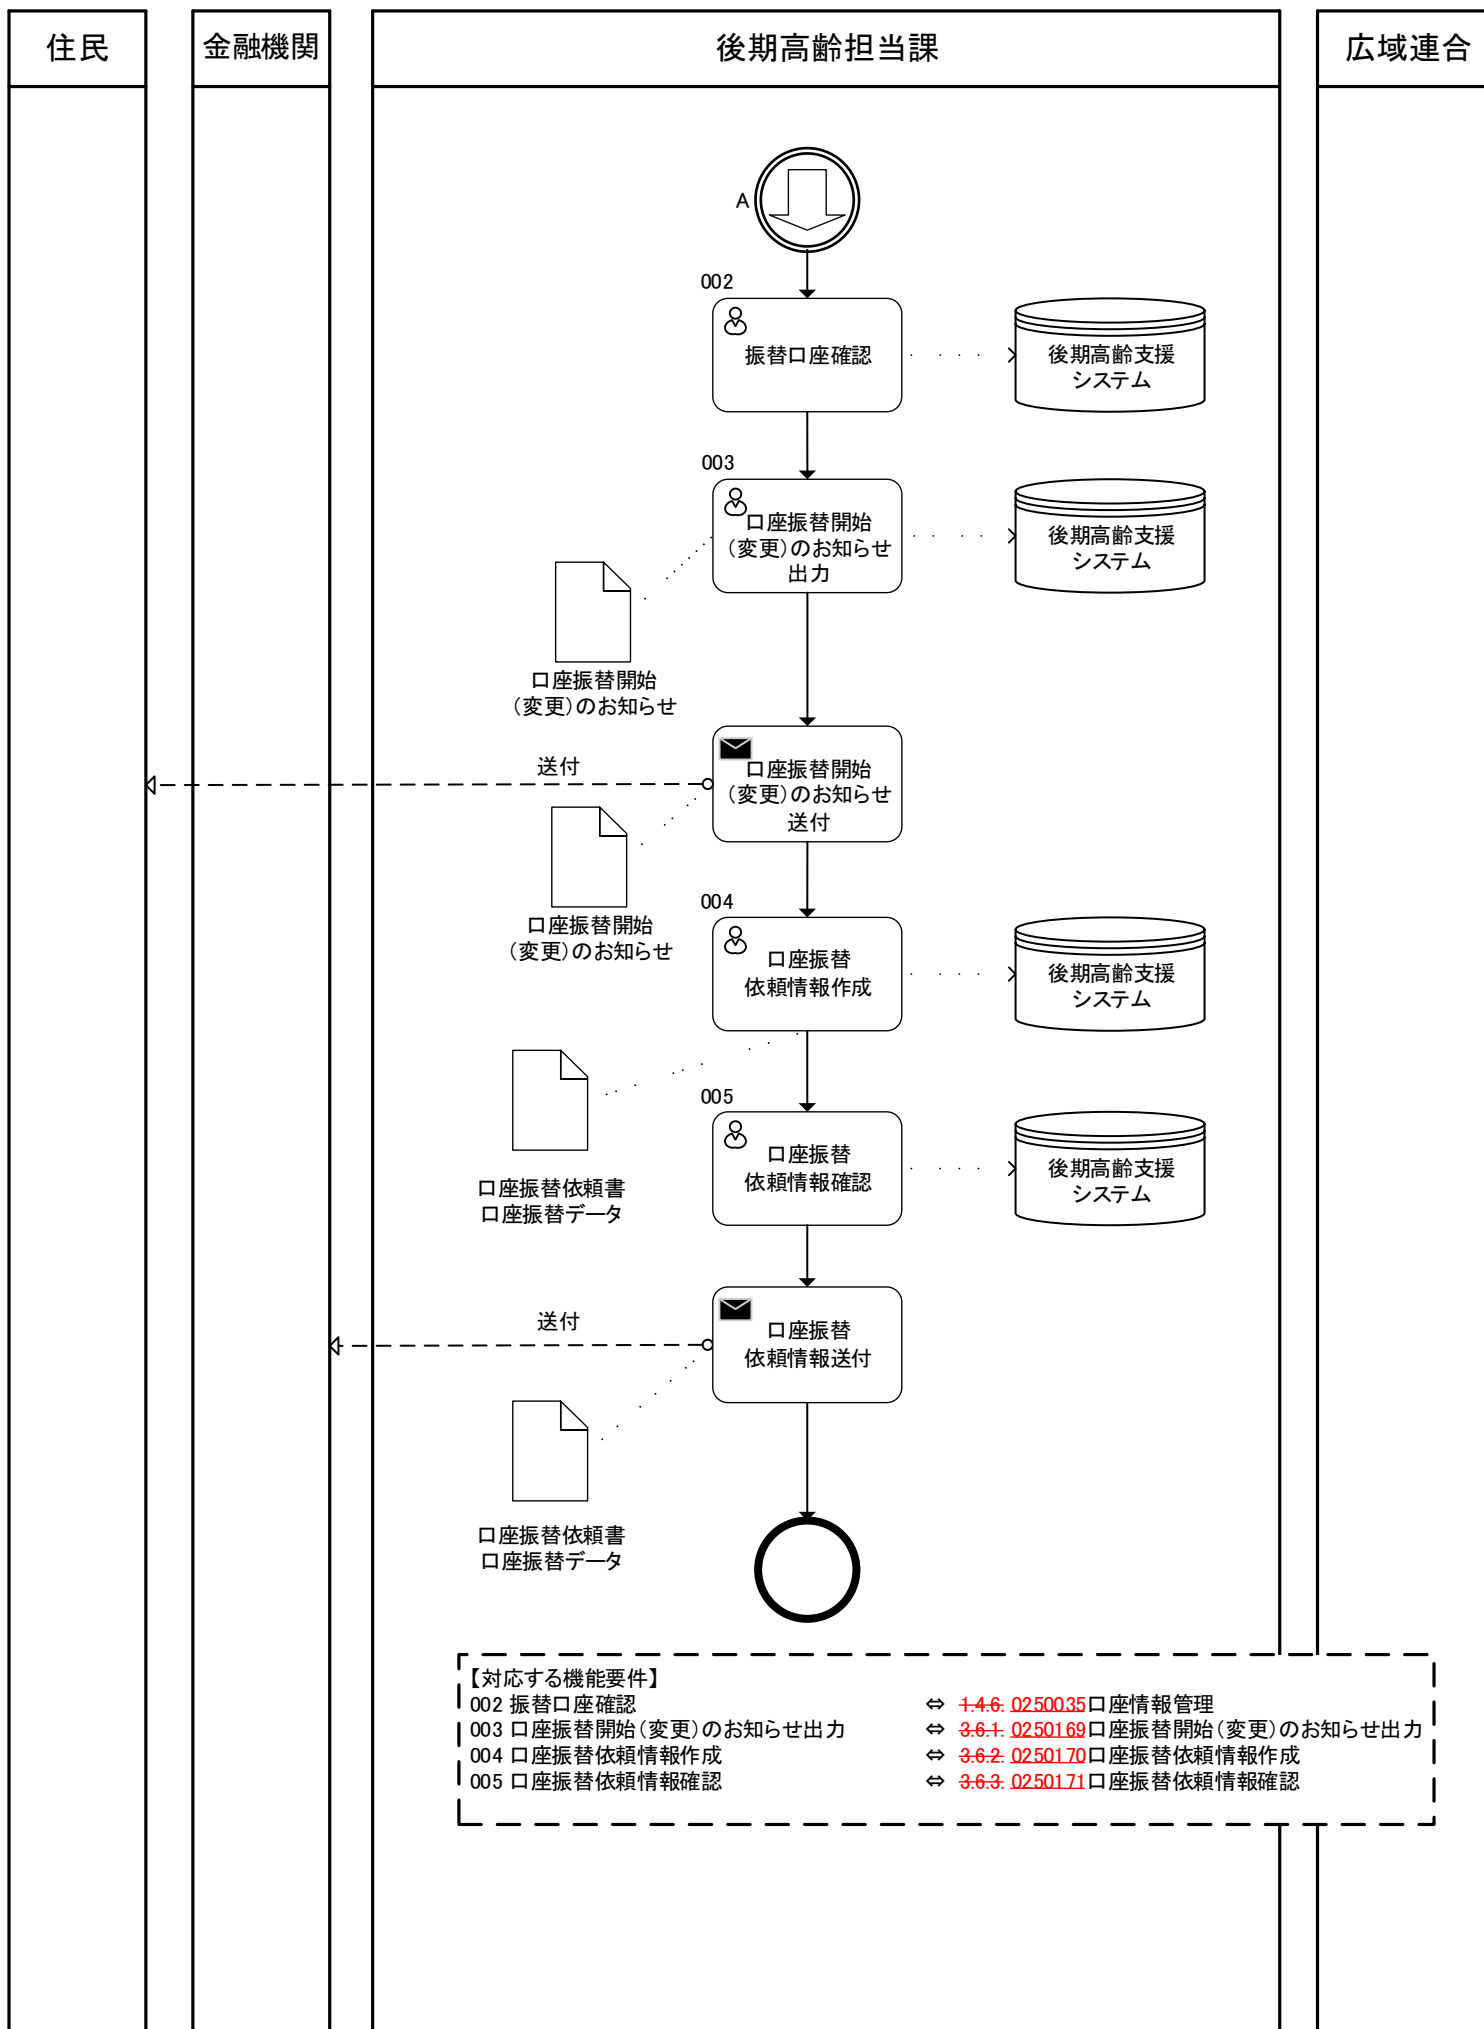 住民
金融機関
後期高齢担当課
広域連合
A
002
振替口座確認
後期高齢支援
システム
003
口座振替開始
（変更）のお知らせ
出力
後期高齢支援
システム
口座振替開始
（変更）のお知らせ
送付
口座振替開始
（変更）のお知らせ
送付
口座振替開始
（変更）のお知らせ
004
口座振替
依頼情報作成
後期高齢支援
システム
口座振替依頼書
口座振替データ
005
口座振替
依頼情報確認
後期高齢支援
システム
送付
口座振替
依頼情報送付
口座振替依頼書
口座振替データ
【対応する機能要件】
002 振替口座確認 ⇔ 1.4.6. 0250035口座情報管理
003 口座振替開始（変更）のお知らせ出力 ⇔ 3.6.1. 0250169口座振替開始（変更）のお知らせ出力
004 口座振替依頼情報作成 ⇔ 3.6.2. 0250170口座振替依頼情報作成
005 口座振替依頼情報確認 ⇔ 3.6.3. 0250171口座振替依頼情報確認